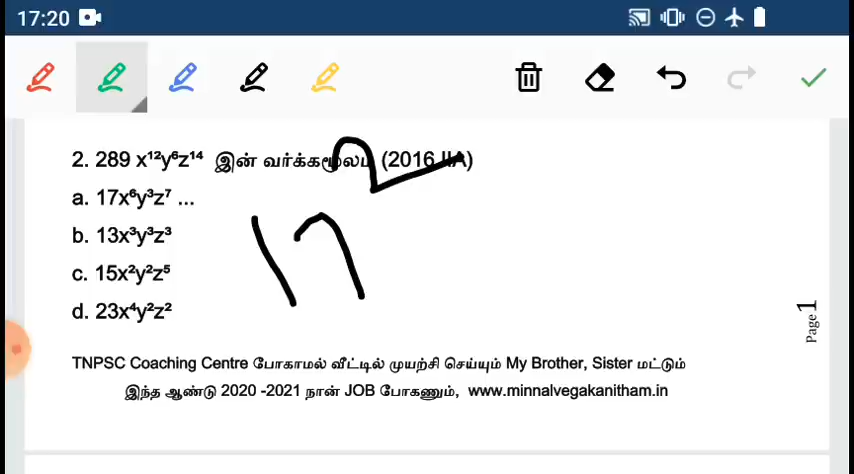 17:20
2. 289 x¹²y⁶z¹⁴ இன் வர்க்கமூலம் (2016 IIA)
a. 17x⁶y³z⁷ ...
17
b. 13x³y³z³
c. 15x²y²z⁵
d. 23x⁴y²z²
Page 1
TNPSC Coaching Centre போகாமல் வீட்டில் முயற்சி செய்யும் My Brother, Sister மட்டும்
இந்த ஆண்டு 2020 -2021 நான் JOB போகணும், www.minnalvegakanitham.in